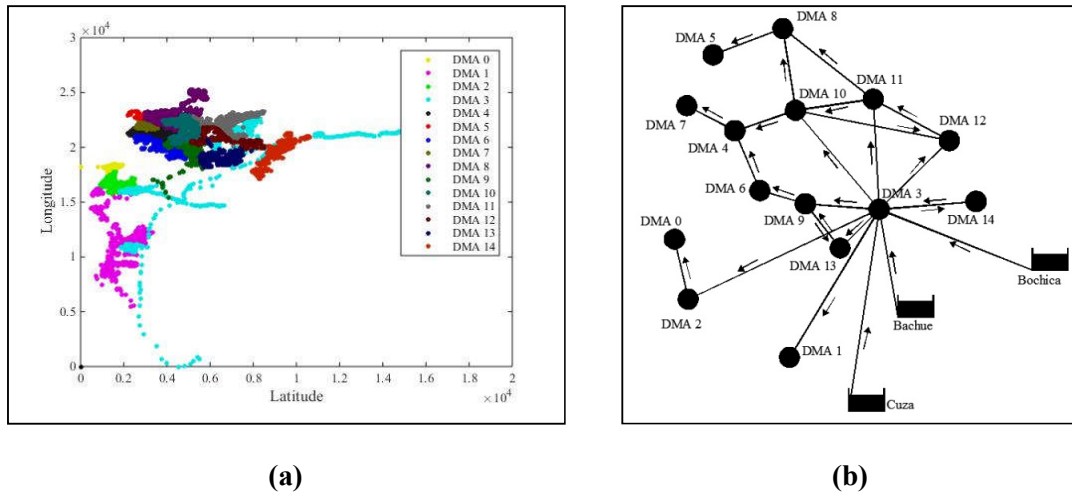 × 10⁴
3
2.5
2
1.5
1
0.5
0
0 0.2 0.4 0.6 0.8 1 1.2 1.4 1.6 1.8 2
× 10⁴
Longitude
Latitude
DMA 0
DMA 1
DMA 2
DMA 3
DMA 4
DMA 5
DMA 6
DMA 7
DMA 8
DMA 9
DMA 10
DMA 11
DMA 12
DMA 13
DMA 14
DMA 8
DMA 5
DMA 11
DMA 10
DMA 7
DMA 12
DMA 4
DMA 6
DMA 3
DMA 9
DMA 14
DMA 0
DMA 13
Bochica
DMA 2
Bachue
DMA 1
Cuza
(a) (b)